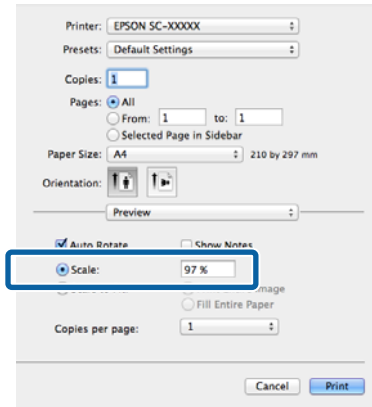 Printer: EPSON SC-XXXXX
Presets: Default Settings
Copies: 1
Pages: All
From: 1 to: 1
Selected Page in Sidebar
Paper Size: A4 210 by 297 mm
Orientation:
Preview
Auto Rotate Show Notes
Scale: 97 %
Fill Entire Paper
Copies per page: 1
Cancel Print